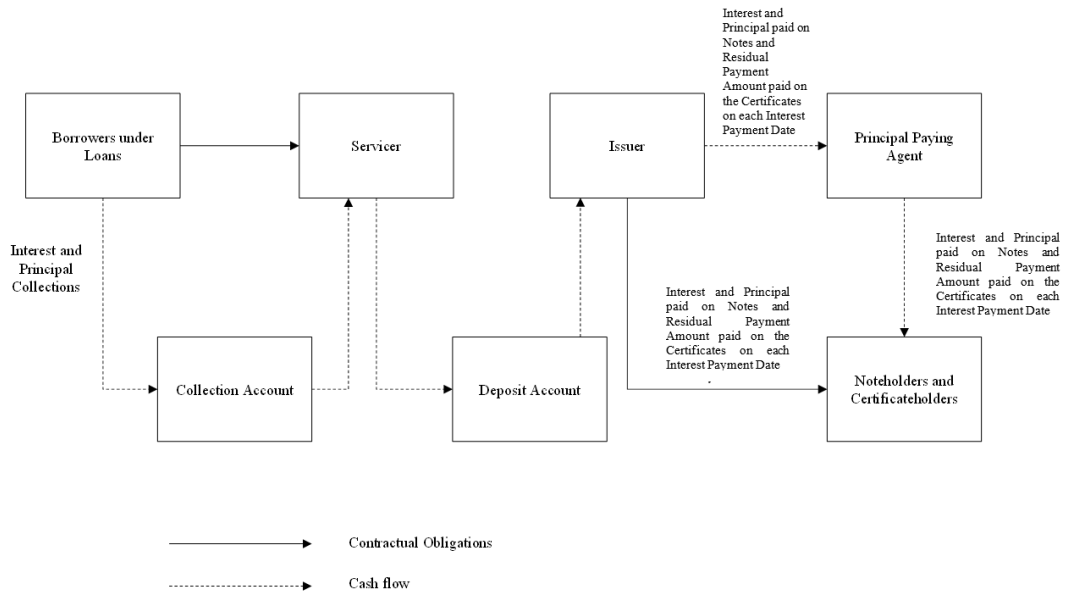 Interest and
Principal paid on
Notes and
Residual
Payment
Amount paid on
the Certificates
on each Interest
Payment Date
Borrowers under
Loans
Servicer
Issuer
Principal Paying
Agent
Interest and
Principal
Collections
Interest and Principal
paid on Notes and
Residual Payment
Amount paid on the
Certificates on each
Interest Payment Date
.
Interest and Principal
paid on Notes and
Residual Payment
Amount paid on the
Certificates on each
Interest Payment Date
Collection Account
Deposit Account
Noteholders and
Certificateholders
Contractual Obligations
Cash flow